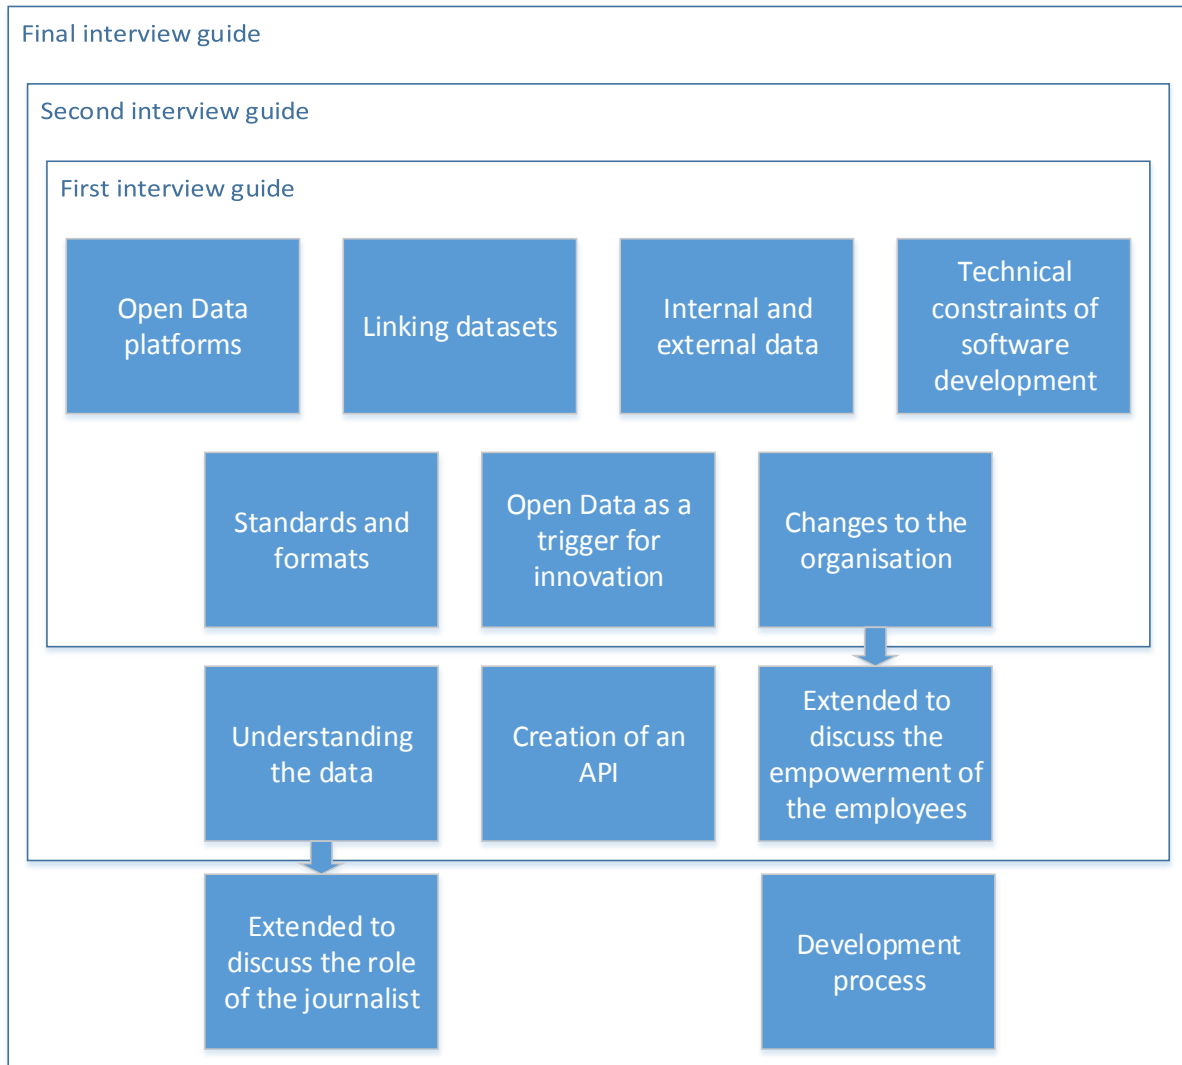 Final interview guide
Second interview guide
First interview guide
Open Data
platforms
Linking datasets
Internal and
external data
Technical
constraints of
software
development
Standards and
formats
Open Data as a
trigger for
innovation
Changes to the
organisation
Understanding
the data
Creation of an
API
Extended to
discuss the
empowerment of
the employees
Extended to
discuss the role
of the journalist
Development
process